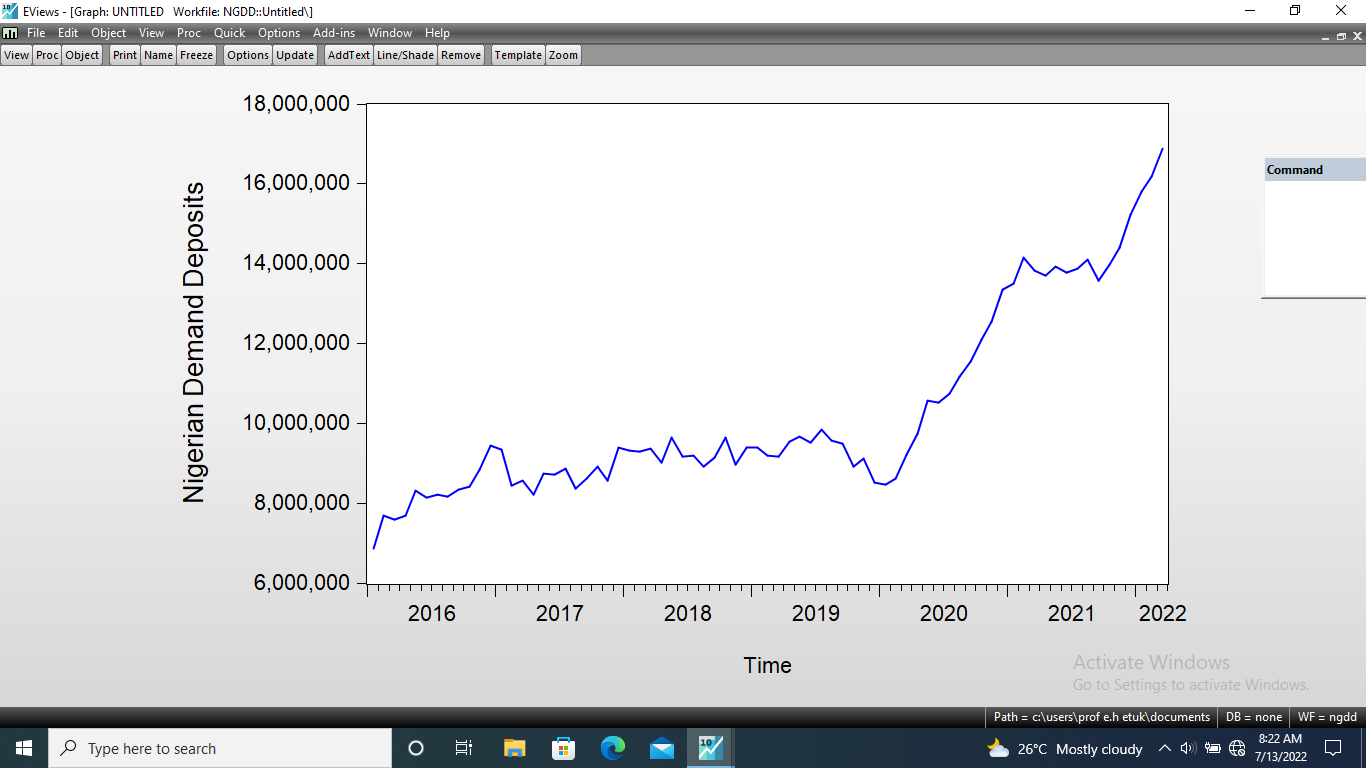 EViews - [Graph: UNTITLED   Workfile: NGDD::Untitled\]
File Edit Object View Proc Quick Options Add-ins Window Help
View Proc Object Print Name Freeze Options Update AddText Line/Shade Remove Template Zoom
18,000,000
16,000,000
14,000,000
12,000,000
10,000,000
8,000,000
6,000,000
Nigerian Demand Deposits
2016 2017 2018 2019 2020 2021 2022
Time
Command
Activate Windows
Go to Settings to activate Windows.
Path = c:\users\prof e.h etuk\documents DB = none WF = ngdd
Type here to search
10
26°C Mostly cloudy
8:22 AM
7/13/2022